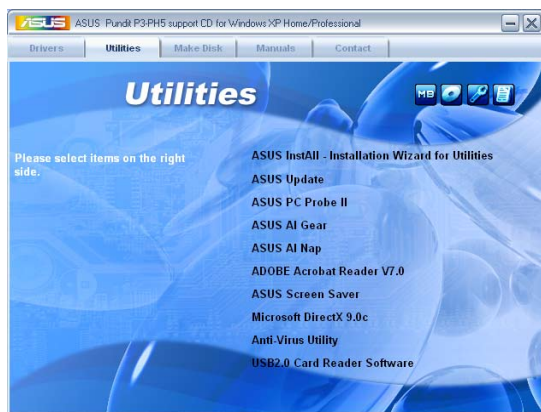 ASUS ASUS Pundit P3-PH5 support CD for Windows XP Home/Professional
Drivers Utilities Make Disk Manuals Contact
Utilities
MB
Please select items on the right
side.
ASUS InstAll - Installation Wizard for Utilities
ASUS Update
ASUS PC Probe II
ASUS AI Gear
ASUS AI Nap
ADOBE Acrobat Reader V7.0
ASUS Screen Saver
Microsoft DirectX 9.0c
Anti-Virus Utility
USB2.0 Card Reader Software